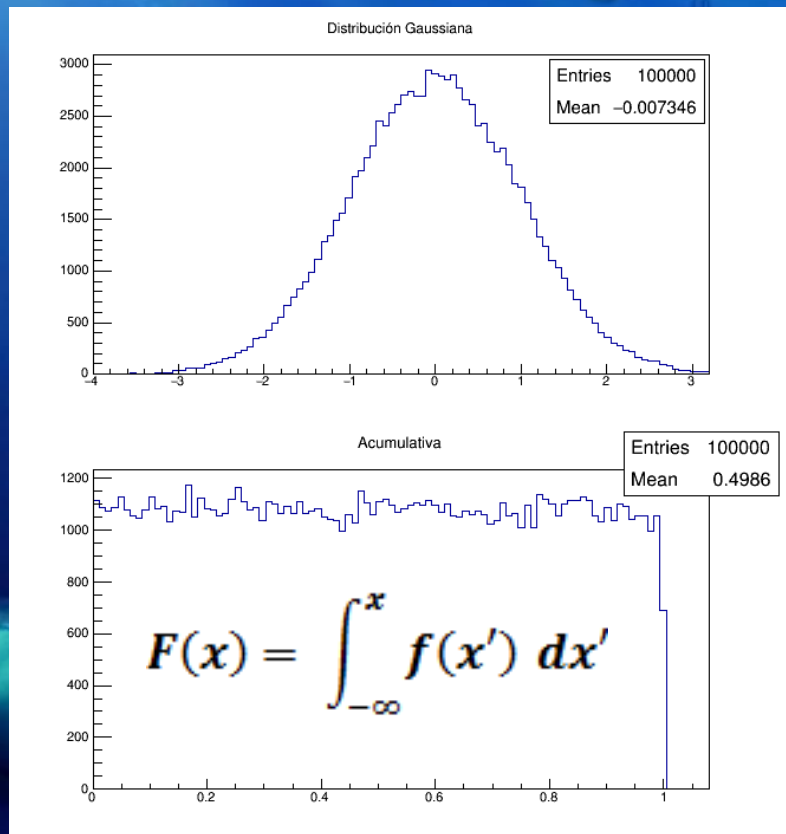 Distribución Gaussiana
Entries 100000
Mean −0.007346
3000
2500
2000
1500
1000
500
0
−4 −3 −2 −1 0 1 2 3
Acumulativa
Entries 100000
Mean 0.4986
1200
1000
800
600
400
200
0
F(x) = ∫_{−∞}^{x} f(x′) dx′
0 0.2 0.4 0.6 0.8 1